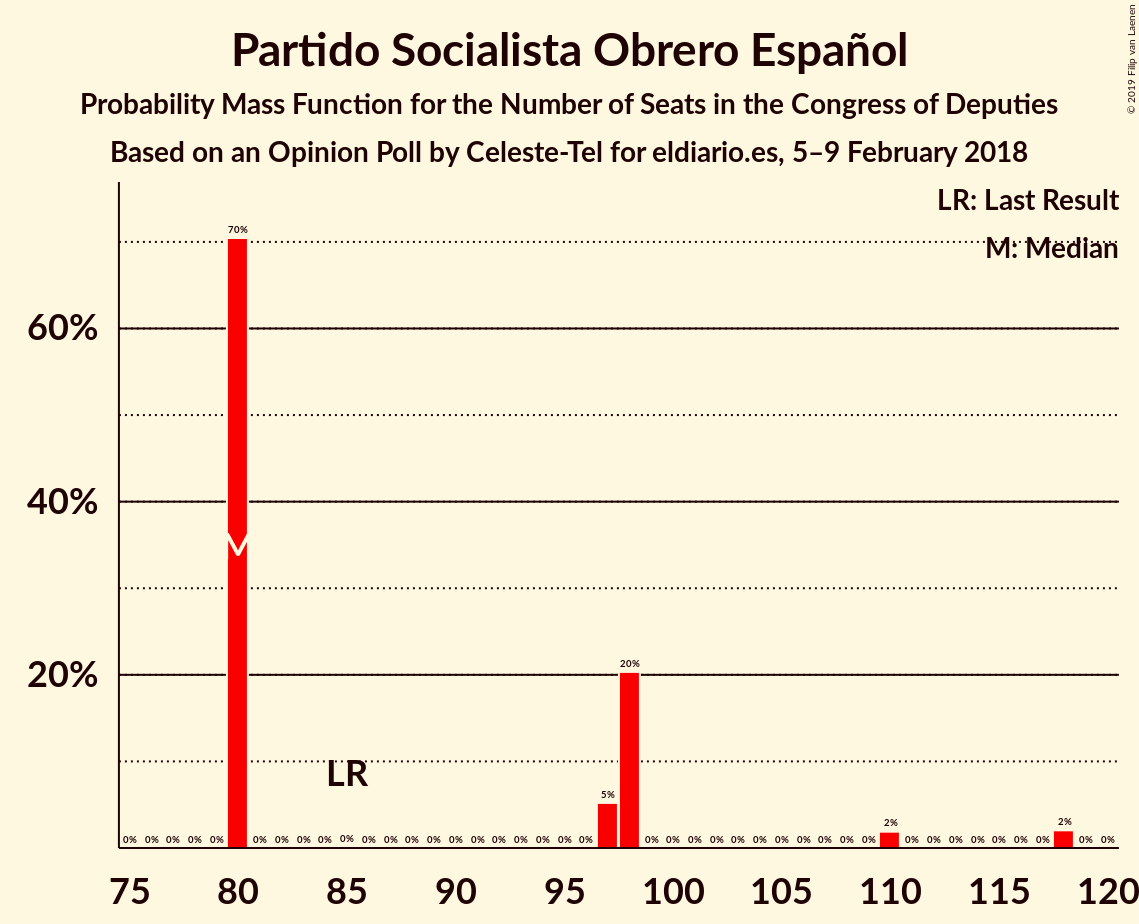 Partido Socialista Obrero Español
Probability Mass Function for the Number of Seats in the Congress of Deputies
Based on an Opinion Poll by Celeste-Tel for eldiario.es, 5–9 February 2018
© 2019 Filip van Laenen
LR: Last Result
M: Median
60%
40%
20%
70%
20%
5%
2%
2%
LR
0% 0% 0% 0% 0% 0% 0% 0% 0% 0% 0% 0% 0% 0% 0% 0% 0% 0% 0% 0% 0% 0% 0% 0% 0% 0% 0% 0% 0% 0% 0% 0% 0% 0% 0% 0% 0% 0% 0% 0% 0%
75 80 85 90 95 100 105 110 115 120